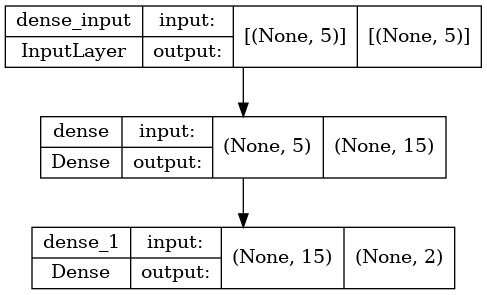 dense_input input: [(None, 5)] [(None, 5)]
InputLayer output:
dense input: (None, 5) (None, 15)
Dense output:
dense_1 input: (None, 15) (None, 2)
Dense output: